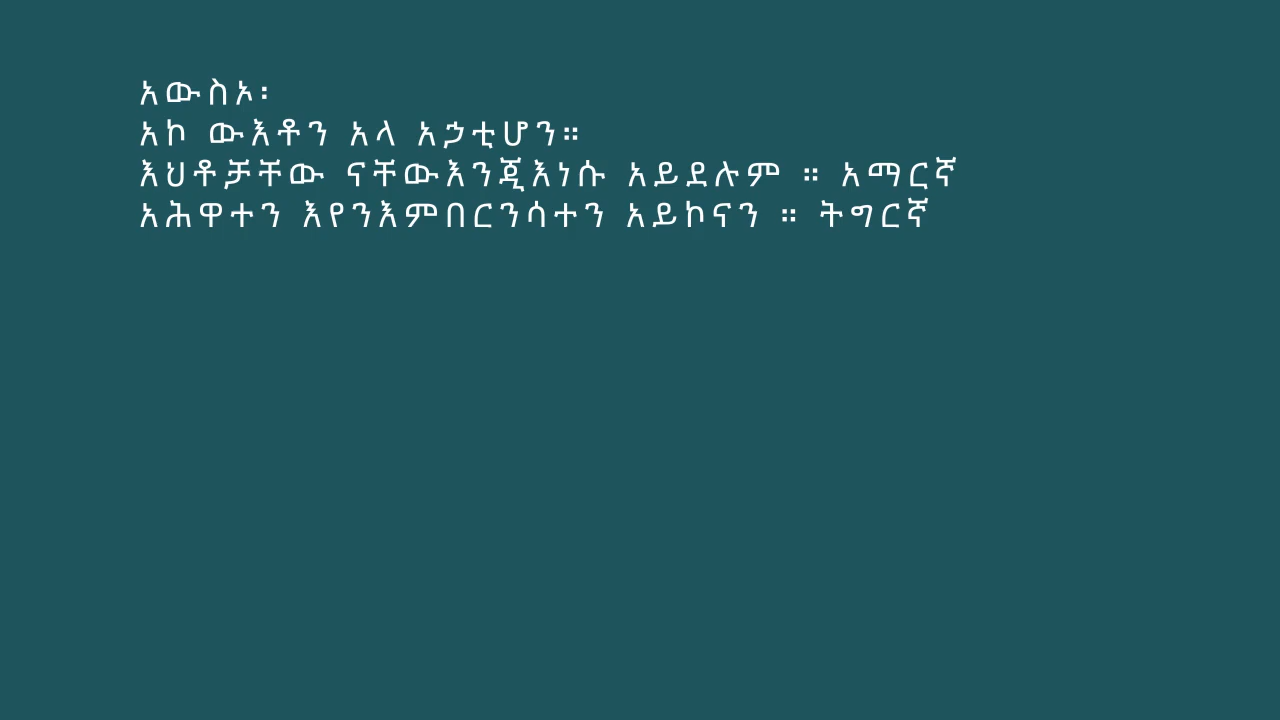 አውስኦ፡
አኮ ውእቶን አላ አኃቲሆን።
እህቶቻቸው ናቸውእንጂእነሱ አይደሉም ። አማርኛ
አሕዋተን እየንእምበርንሳተን አይኮናን ። ትግርኛ